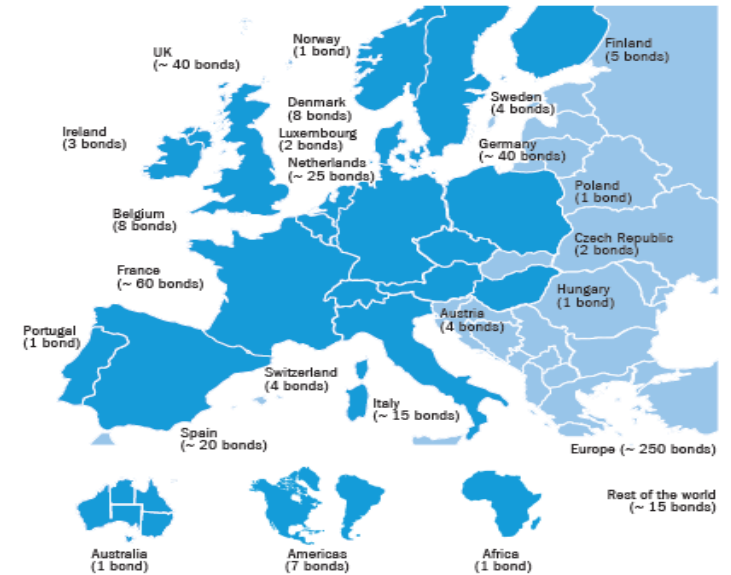 Norway
(1 bond)
UK
(~ 40 bonds)
Finland
(5 bonds)
Sweden
(4 bonds)
Denmark
(8 bonds)
Luxembourg
(2 bonds)
Netherlands
(~ 25 bonds)
Ireland
(3 bonds)
Germany
(~ 40 bonds)
Poland
(1 bond)
Belgium
(8 bonds)
Czech Republic
(2 bonds)
France
(~ 60 bonds)
Hungary
(1 bond)
Austria
(4 bonds)
Portugal
(1 bond)
Switzerland
(4 bonds)
Italy
(~ 15 bonds)
Spain
(~ 20 bonds)
Europe (~ 250 bonds)
Rest of the world
(~ 15 bonds)
Australia
(1 bond)
Americas
(7 bonds)
Africa
(1 bond)